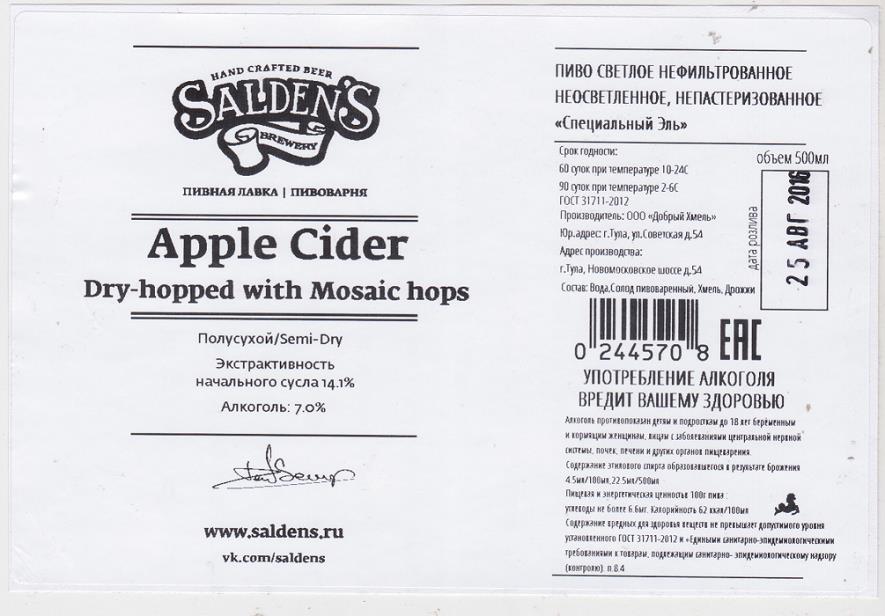 HAND CRAFTED BEER
SALDEN'S
BREWERY
ПИВНАЯ ЛАВКА | ПИВОВАРНЯ
Apple Cider
Dry-hopped with Mosaic hops
Полусухой/Semi-Dry
Экстрактивность
начального сусла 14.1%
Алкоголь: 7.0%
www.saldens.ru
vk.com/saldens
ПИВО СВЕТЛОЕ НЕФИЛЬТРОВАННОЕ
НЕОСВЕТЛЕННОЕ, НЕПАСТЕРИЗОВАННОЕ
«Специальный Эль»
Срок годности:
60 суток при температуре 10-24С
90 суток при температуре 2-6С
ГОСТ 31711-2012
Производитель: ООО «Добрый Хмель»
Юр.адрес: г.Тула, ул.Советская д.54
Адрес производства:
г.Тула, Новомосковское шоссе д.54
Состав: Вода,Солод пивоваренный, Хмель, Дрожжи
объем 500мл
дата розлива
25 АВГ 2016
0 244570 8
EAC
УПОТРЕБЛЕНИЕ АЛКОГОЛЯ
ВРЕДИТ ВАШЕМУ ЗДОРОВЬЮ
Алкоголь противопоказан детям и подросткам до 18 лет беременным
и кормящим женщинам, лицам с заболеваниями центральной нервной
системы, почек, печени и других органов пищеварения.
Содержание этилового спирта образовавшегося в результате брожения
4.5мл/100мл,22.5мл/500мл
Пищевая и энергетическая ценностьв 100г пива :
углеводы не более 6.6мг. Калорийность 62 ккал/100мл
Содержание вредных для здоровья веществ не превышает допустимого уровня
установленного ГОСТ 31711-2012 и «Едиными санитарно-эпидемиологическими
требованиями к товарам, подлежащим санитарно- эпидемиологическому надзору
(контролю). п.8.4